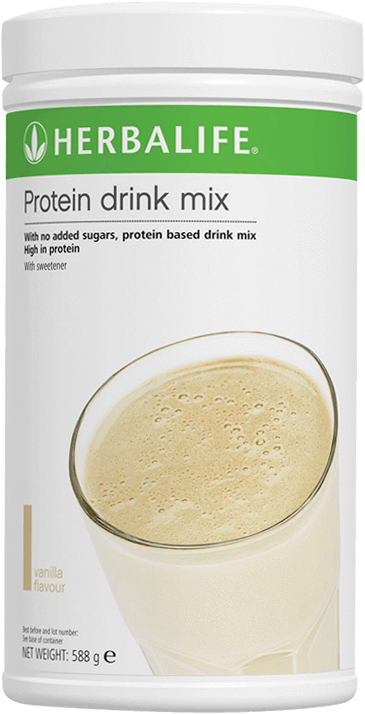 HERBALIFE®
Protein drink mix
With no added sugars, protein based drink mix
High in protein
With sweetener
vanilla
flavour
Best before and lot number:
See base of container
NET WEIGHT: 588 g ℮